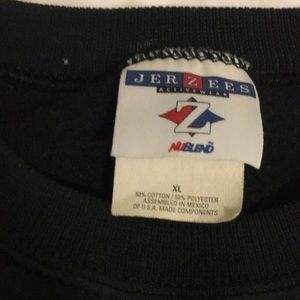 JERZEES
ACTIVEWEAR
Z
NUBLEND
XL
50% COTTON / 50% POLYESTER
ASSEMBLED IN MEXICO
OF U.S.A. MADE COMPONENTS